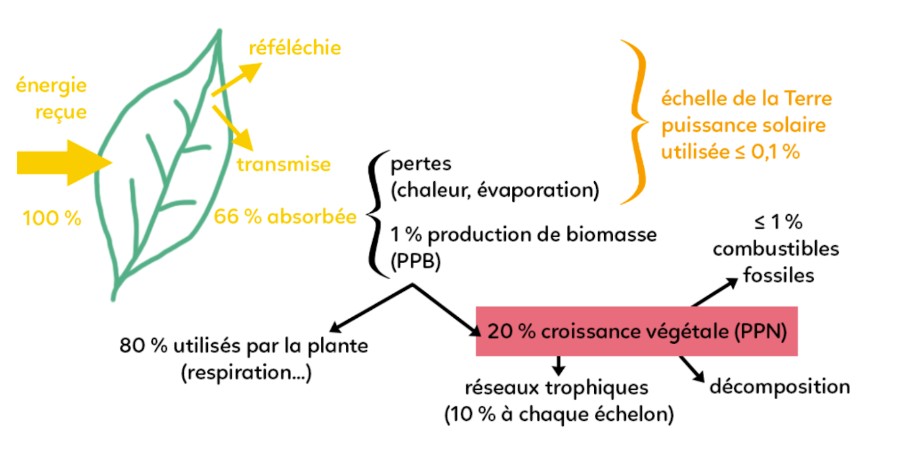 réféléchie
énergie
reçue
transmise
100 %
66 % absorbée
pertes
(chaleur, évaporation)
1 % production de biomasse
(PPB)
échelle de la Terre
puissance solaire
utilisée ≤ 0,1 %
≤ 1 %
combustibles
fossiles
80 % utilisés par la plante
(respiration...)
20 % croissance végétale (PPN)
réseaux trophiques
(10 % à chaque échelon)
décomposition